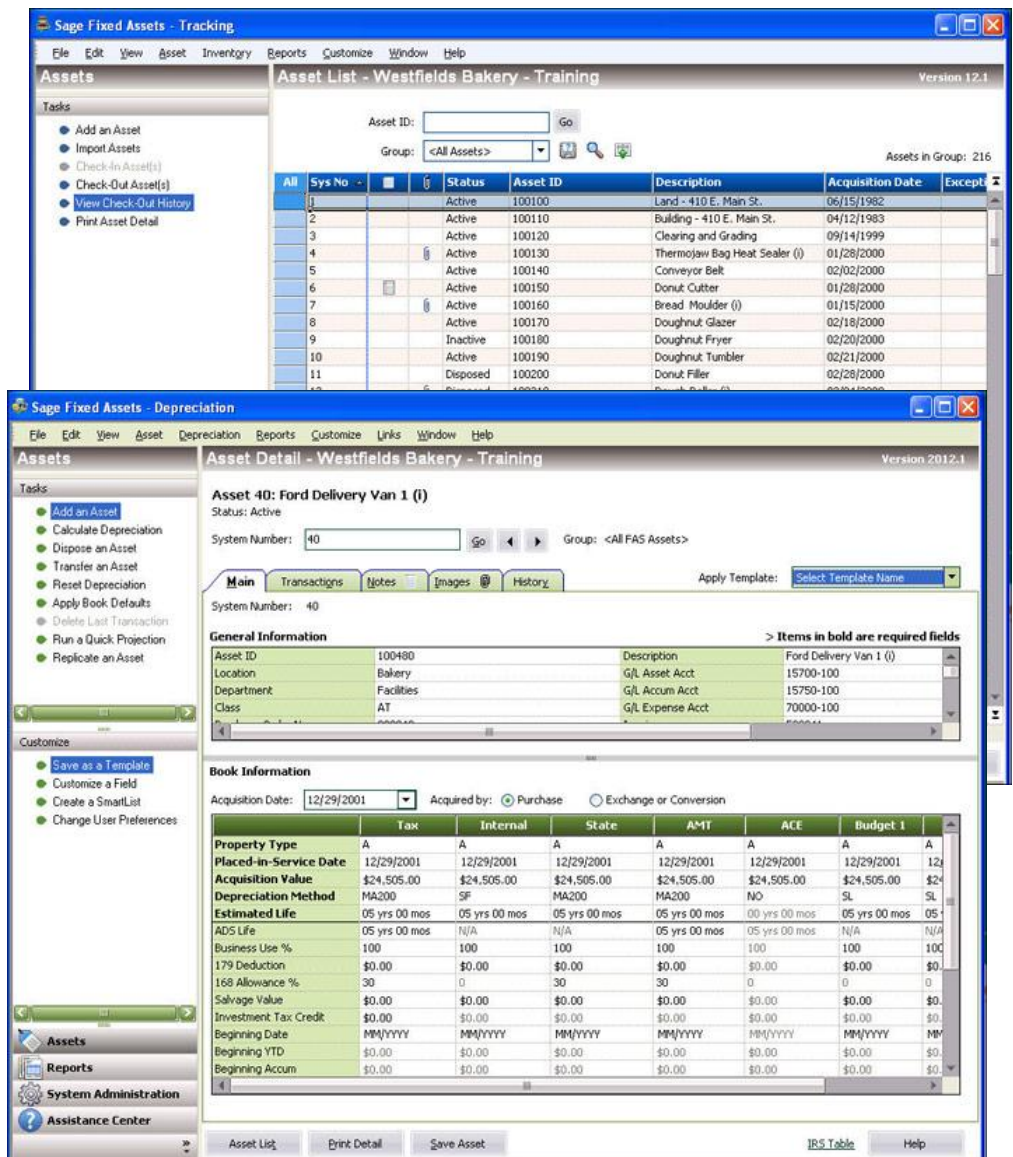 Sage Fixed Assets - Tracking
File Edit View Asset Inventory Reports Customize Window Help
Assets
Asset List - Westfields Bakery - Training Version 12.1
Tasks
Add an Asset
Import Assets
Check-In Asset(s)
Check-Out Asset(s)
View Check-Out History
Print Asset Detail
Asset ID: Go
Group: <All Assets>
Assets in Group: 216
All Sys No Status Asset ID Description Acquisition Date Excepti
1 Active 100100 Land - 410 E. Main St. 06/15/1982
2 Active 100110 Building - 410 E. Main St. 04/12/1983
3 Active 100120 Clearing and Grading 09/14/1999
4 Active 100130 Thermojaw Bag Heat Sealer (i) 01/28/2000
5 Active 100140 Conveyor Belt 02/02/2000
6 Active 100150 Donut Cutter 01/28/2000
7 Active 100160 Bread Moulder (i) 01/15/2000
8 Active 100170 Doughnut Glazer 02/18/2000
9 Inactive 100180 Doughnut Fryer 02/20/2000
10 Active 100190 Doughnut Tumbler 02/21/2000
11 Disposed 100200 Donut Filler 02/28/2000
Sage Fixed Assets - Depreciation
File Edit View Asset Depreciation Reports Customize Links Window Help
Assets
Asset Detail - Westfields Bakery - Training Version 2012.1
Tasks
Add an Asset
Calculate Depreciation
Dispose an Asset
Transfer an Asset
Reset Depreciation
Apply Book Defaults
Delete Last Transaction
Run a Quick Projection
Replicate an Asset
Customize
Save as a Template
Customize a Field
Create a SmartList
Change User Preferences
Assets
Reports
System Administration
Assistance Center
Asset 40: Ford Delivery Van 1 (i)
Status: Active
System Number: 40 Go Group: <All FAS Assets>
Main Transactions Notes Images History Apply Template: Select Template Name
System Number: 40
General Information > Items in bold are required fields
Asset ID 100480 Description Ford Delivery Van 1 (i)
Location Bakery G/L Asset Acct 15700-100
Department Facilities G/L Accum Acct 15750-100
Class AT G/L Expense Acct 70000-100
Book Information
Acquisition Date: 12/29/2001 Acquired by: Purchase Exchange or Conversion
Tax Internal State AMT ACE Budget 1
Property Type A A A A A A A
Placed-in-Service Date 12/29/2001 12/29/2001 12/29/2001 12/29/2001 12/29/2001 12/29/2001 12/
Acquisition Value $24,505.00 $24,505.00 $24,505.00 $24,505.00 $24,505.00 $24,505.00 $24
Depreciation Method MA200 SF MA200 MA200 NO SL SL
Estimated Life 05 yrs 00 mos 05 yrs 00 mos 05 yrs 00 mos 05 yrs 00 mos 00 yrs 00 mos 05 yrs 00 mos 05
ADS Life 05 yrs 00 mos N/A N/A 05 yrs 00 mos 05 yrs 00 mos N/A N/A
Business Use % 100 100 100 100 100 100 100
179 Deduction $0.00 $0.00 $0.00 $0.00 $0.00 $0.00 $0.
168 Allowance % 30 0 30 30 0 0 0
Salvage Value $0.00 $0.00 $0.00 $0.00 $0.00 $0.00 $0.
Investment Tax Credit $0.00 $0.00 $0.00 $0.00 $0.00 $0.00 $0.
Beginning Date MM/YYYY MM/YYYY MM/YYYY MM/YYYY MM/YYYY MM/YYYY MM
Beginning YTD $0.00 $0.00 $0.00 $0.00 $0.00 $0.00 $0.
Beginning Accum $0.00 $0.00 $0.00 $0.00 $0.00 $0.00 $0.
Asset List Print Detail Save Asset IRS Table Help